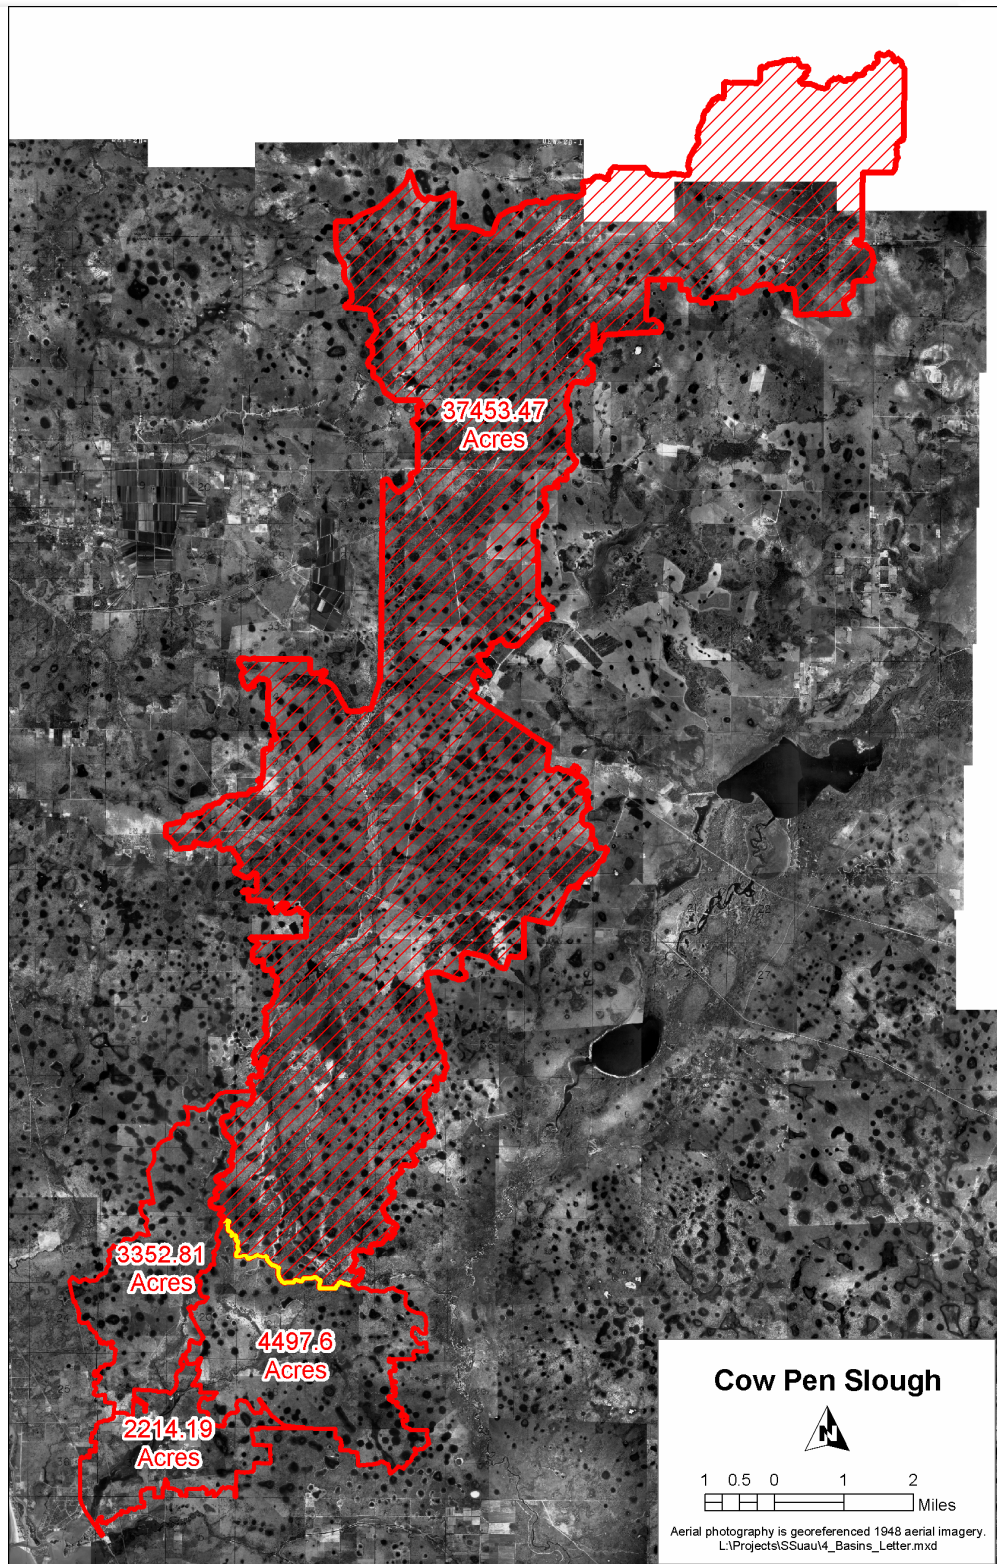 37453.47
Acres
3352.81
Acres
4497.6
Acres
2214.19
Acres
Cow Pen Slough
N
1 0.5 0 1 2
Miles
Aerial photography is georeferenced 1948 aerial imagery.
L:\Projects\SSuau\4_Basins_Letter.mxd